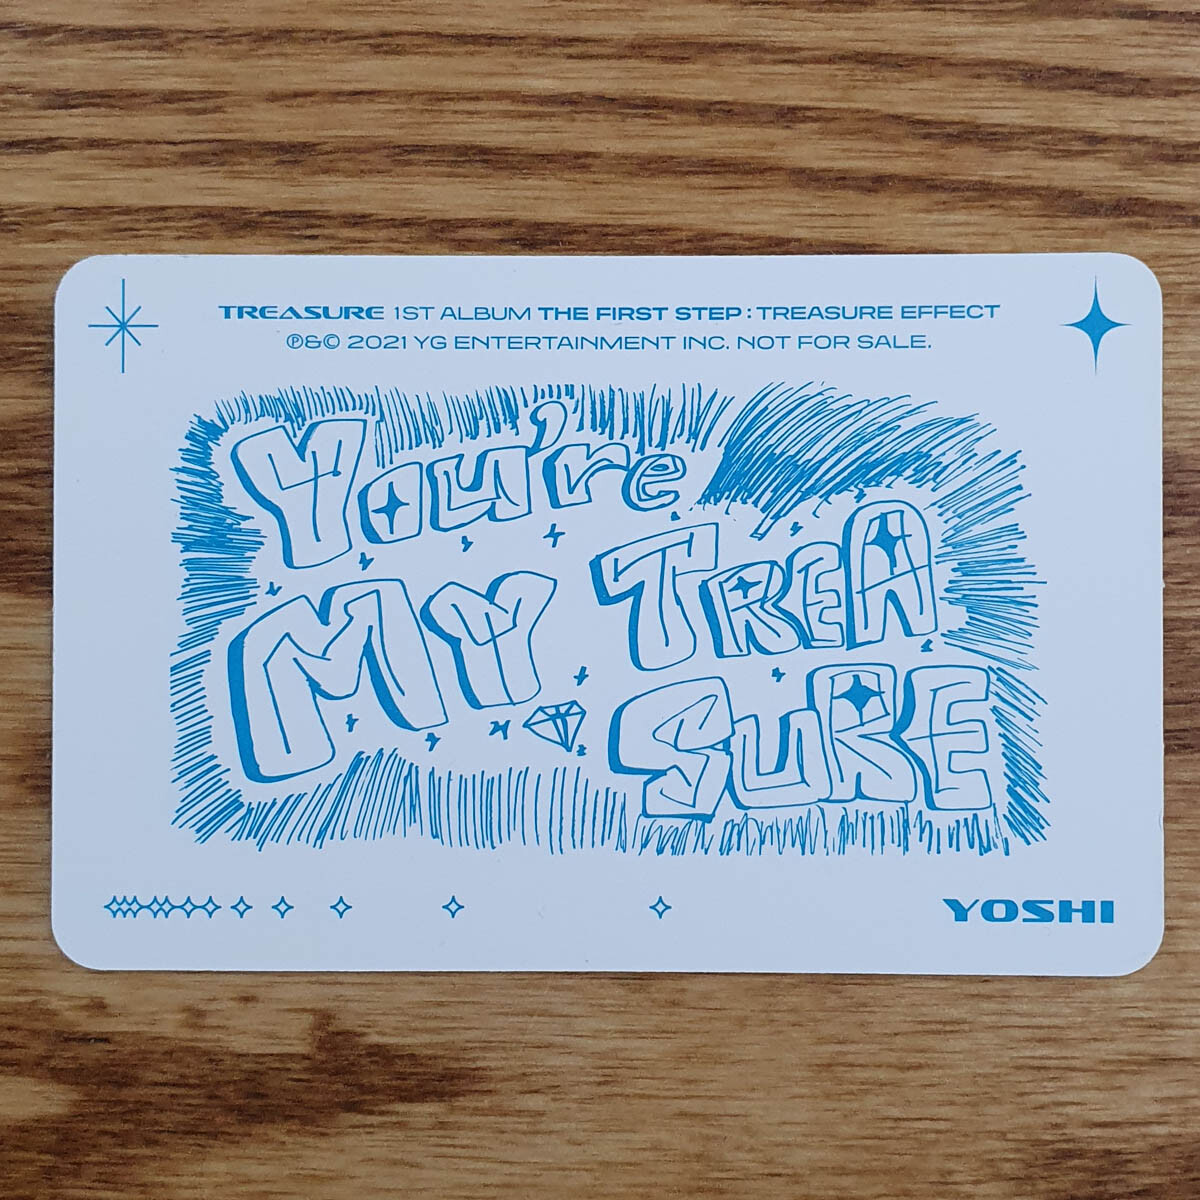 TREASURE 1ST ALBUM THE FIRST STEP : TREASURE EFFECT
℗&© 2021 YG ENTERTAINMENT INC. NOT FOR SALE.
You're
MY TREA
SURE
YOSHI